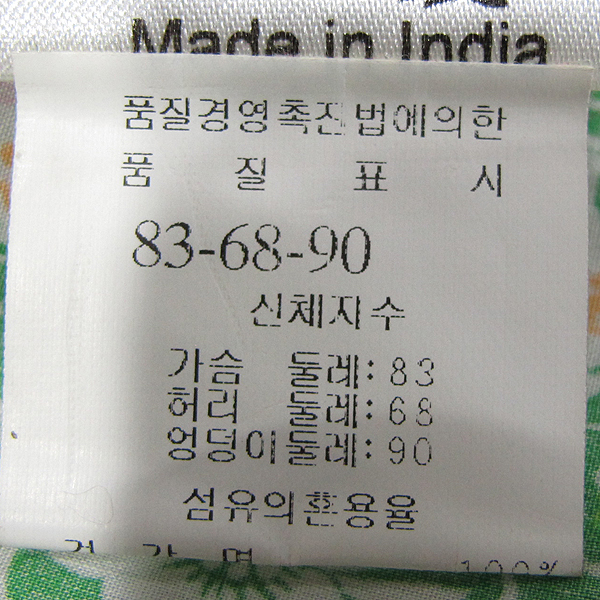 Made in India
품질경영촉진법에의한
품 질 표 시
83-68-90
신체치수
가슴 둘레: 83
허리 둘레: 68
엉덩이둘레: 90
섬유의혼용율
100%